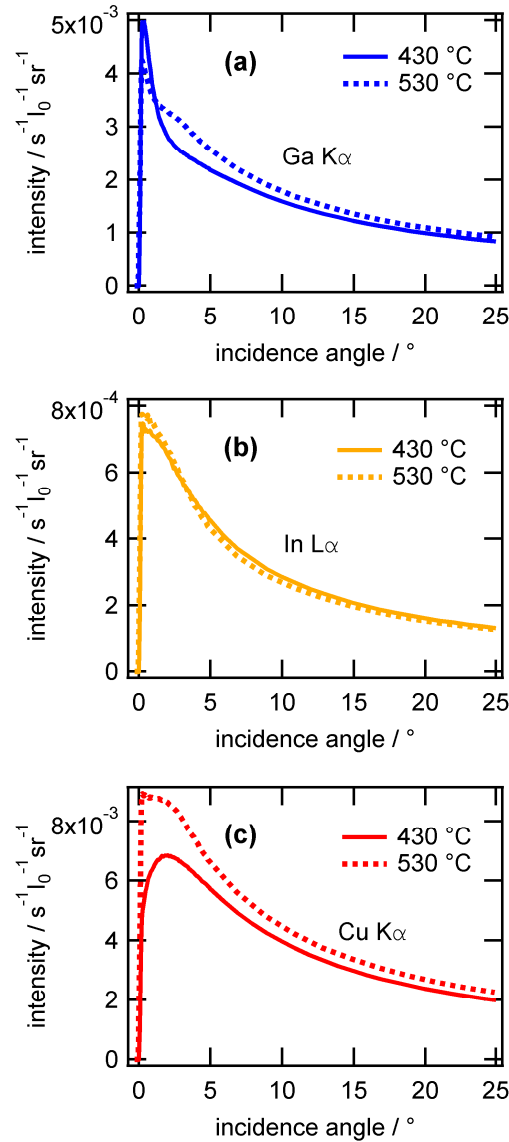 5x10⁻³
(a)
430 °C
530 °C
4
3
Ga Kα
2
1
0
intensity / s⁻¹I₀⁻¹ sr⁻¹
0 5 10 15 20 25
incidence angle / °
8x10⁻⁴
(b)
430 °C
530 °C
6
4
In Lα
2
0
intensity / s⁻¹I₀⁻¹ sr⁻¹
0 5 10 15 20 25
incidence angle / °
8x10⁻³
(c)
430 °C
530 °C
6
4
Cu Kα
2
0
intensity / s⁻¹I₀⁻¹ sr⁻¹
0 5 10 15 20 25
incidence angle / °